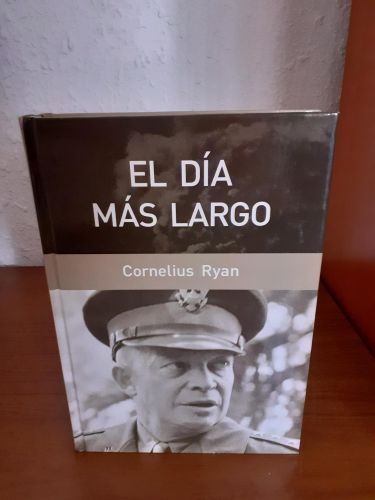 EL DÍA
MÁS LARGO
Cornelius Ryan